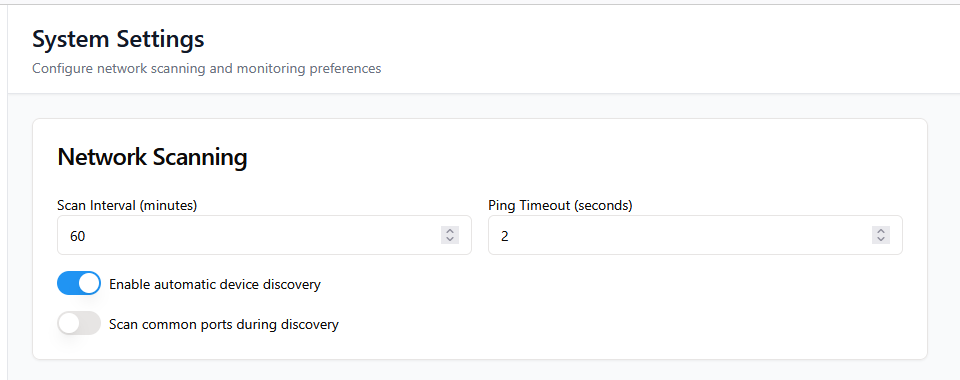 System Settings
Configure network scanning and monitoring preferences
Network Scanning
Scan Interval (minutes)
Ping Timeout (seconds)
60
2
Enable automatic device discovery
Scan common ports during discovery